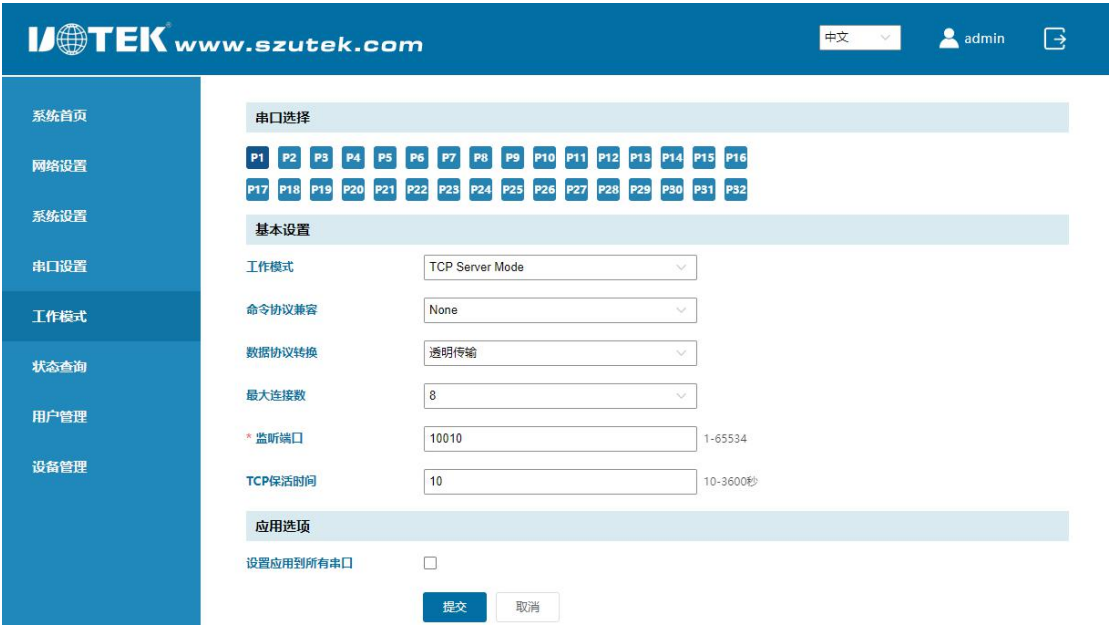 UTEK® www.szutek.com
中文
admin
系统首页
网络设置
系统设置
串口设置
工作模式
状态查询
用户管理
设备管理
串口选择
P1 P2 P3 P4 P5 P6 P7 P8 P9 P10 P11 P12 P13 P14 P15 P16
P17 P18 P19 P20 P21 P22 P23 P24 P25 P26 P27 P28 P29 P30 P31 P32
基本设置
工作模式 TCP Server Mode
命令协议兼容 None
数据协议转换 透明传输
最大连接数 8
* 监听端口 10010 1-65534
TCP保活时间 10 10-3600秒
应用选项
设置应用到所有串口
提交 取消